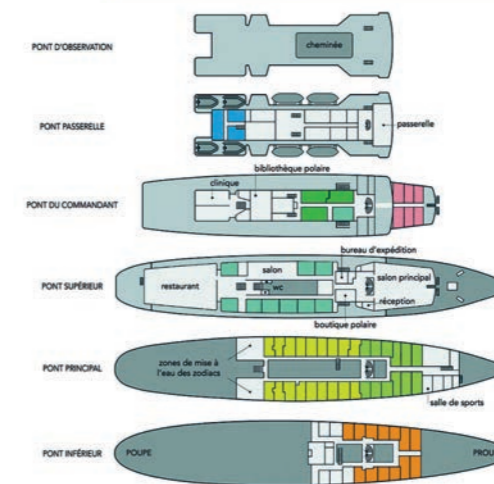 PONT D'OBSERVATION
cheminée
PONT PASSERELLE
passerelle
bibliothèque polaire
clinique
PONT DU COMMANDANT
bureau d'expédition
salon
salon principal
PONT SUPÉRIEUR
restaurant
wc
réception
boutique polaire
zones de mise à
l'eau des zodiacs
PONT PRINCIPAL
salle de sports
PONT INFÉRIEUR
POUPE
PROU